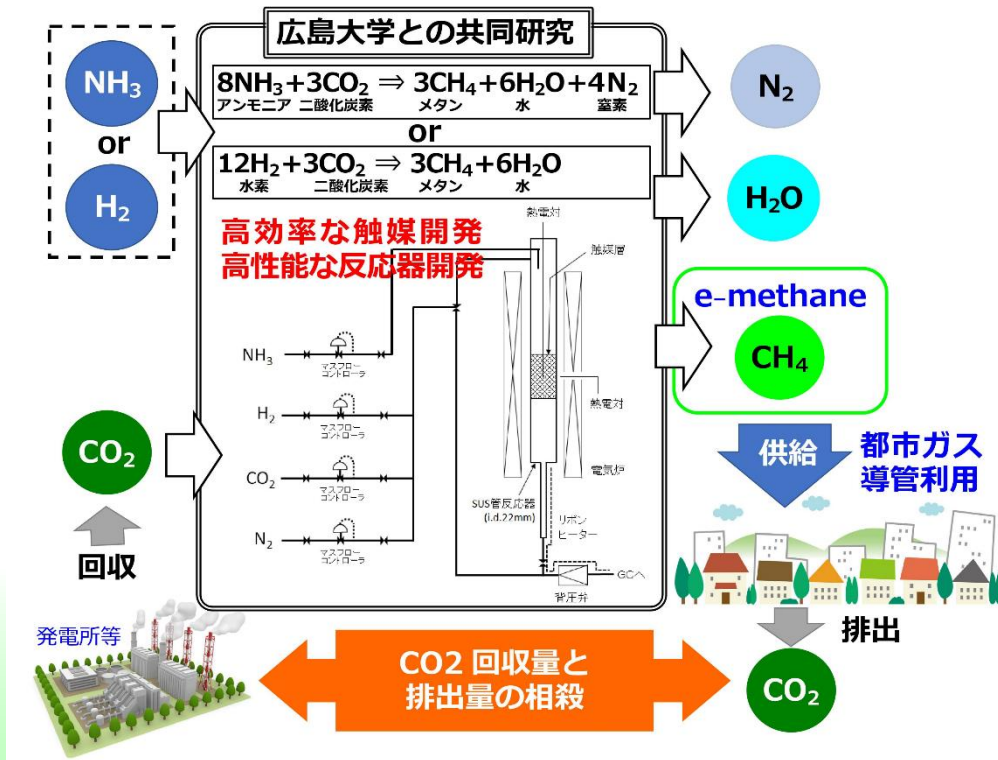 広島大学との共同研究
NH₃
or
H₂
8NH₃+3CO₂ ⇒ 3CH₄+6H₂O+4N₂
アンモニア 二酸化炭素 メタン 水 窒素
or
12H₂+3CO₂ ⇒ 3CH₄+6H₂O
水素 二酸化炭素 メタン 水
高効率な触媒開発
高性能な反応器開発
熱電対
触媒層
熱電対
電気炉
SUS管反応器
(i.d.22mm)
リボン
ヒーター
背圧弁
GCへ
NH₃
マスフロー
コントローラ
H₂
マスフロー
コントローラ
CO₂
マスフロー
コントローラ
N₂
マスフロー
コントローラ
N₂
H₂O
e-methane
CH₄
供給
都市ガス
導管利用
排出
CO₂
CO₂
回収
発電所等
CO2 回収量と
排出量の相殺